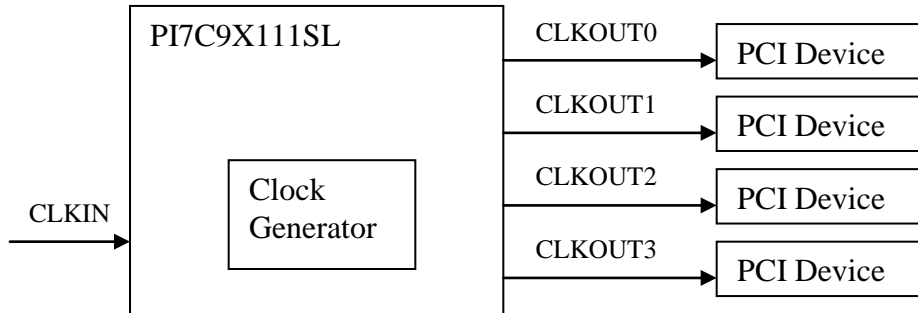 PI7C9X111SL
CLKOUT0
PCI Device
CLKOUT1
PCI Device
CLKOUT2
PCI Device
CLKOUT3
PCI Device
Clock
Generator
CLKIN